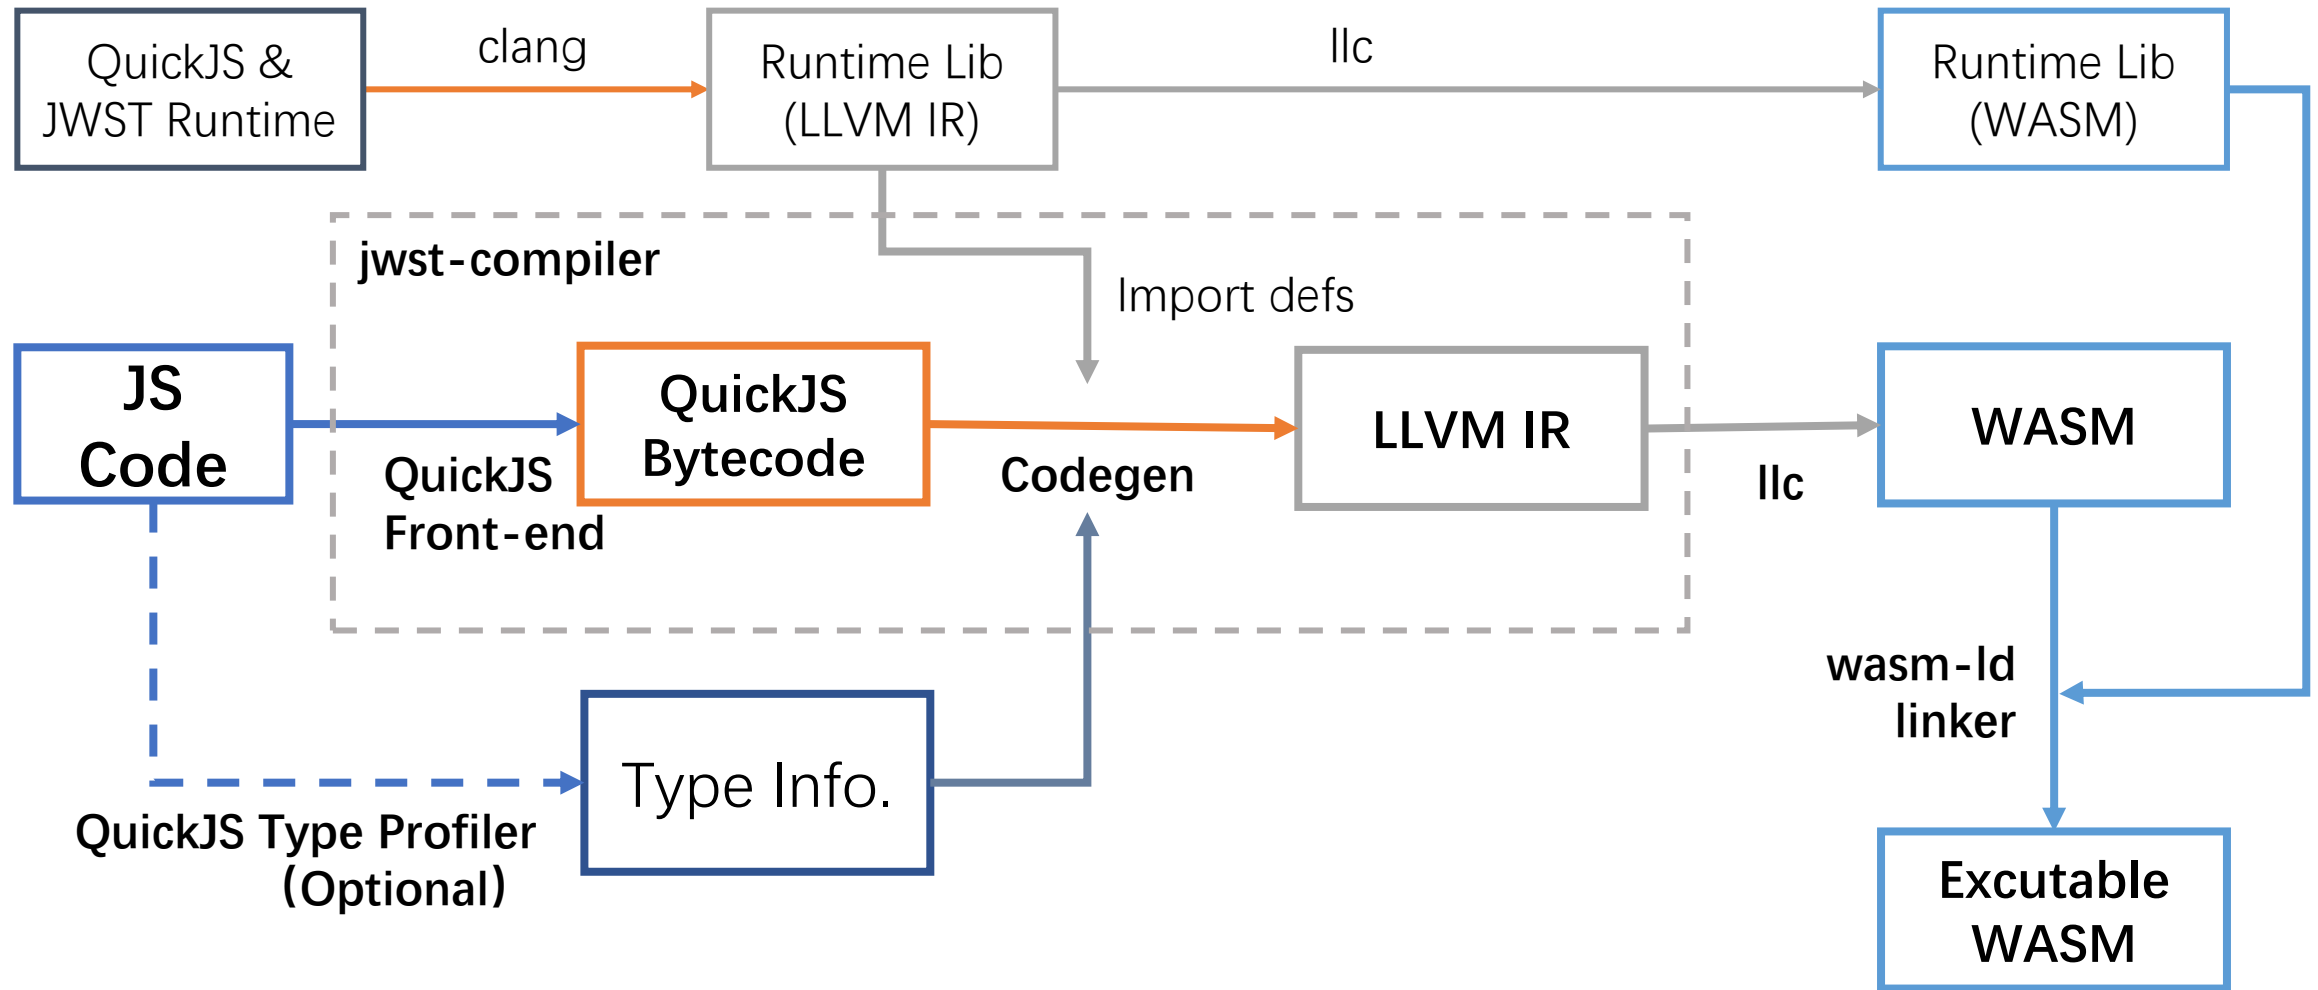 QuickJS &
JWST Runtime
clang
Runtime Lib
(LLVM IR)
llc
Runtime Lib
(WASM)
jwst-compiler
Import defs
JS
Code
QuickJS
Front-end
QuickJS
Bytecode
Codegen
LLVM IR
llc
WASM
wasm-ld
linker
QuickJS Type Profiler
(Optional)
Type Info.
Excutable
WASM